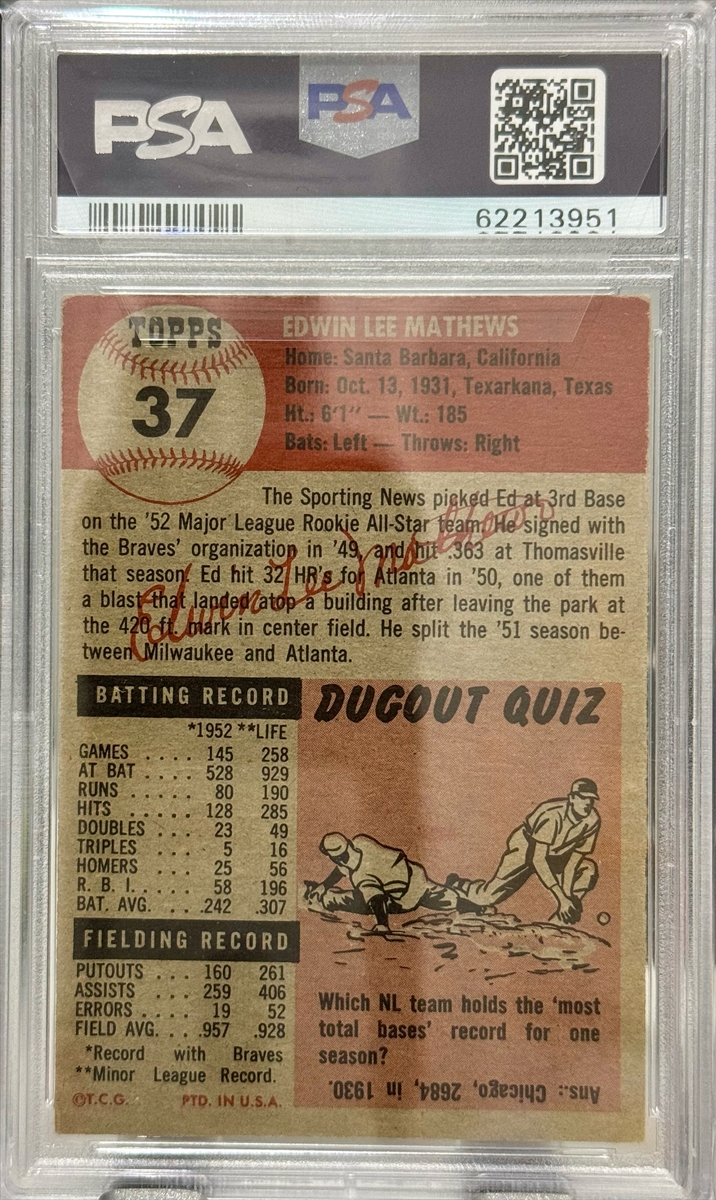 PSA
PSA
62213951
TOPPS
37
EDWIN LEE MATHEWS
Home: Santa Barbara, California
Born: Oct. 13, 1931, Texarkana, Texas
Ht.: 6'1" — Wt.: 185
Bats: Left — Throws: Right
The Sporting News picked Ed at 3rd Base
on the '52 Major League Rookie All-Star team. He signed with
the Braves' organization in '49, and hit .363 at Thomasville
that season. Ed hit 32 HR's for Atlanta in '50, one of them
a blast that landed atop a building after leaving the park at
the 420 ft. mark in center field. He split the '51 season be-
tween Milwaukee and Atlanta.
Edwin Lee Mathews
BATTING RECORD
*1952 **LIFE
GAMES .... 145 258
AT BAT .... 528 929
RUNS ..... 80 190
HITS ...... 128 285
DOUBLES ... 23 49
TRIPLES ... 5 16
HOMERS ... 25 56
R. B. I. .... 58 196
BAT. AVG. ... .242 .307
FIELDING RECORD
PUTOUTS ... 160 261
ASSISTS .... 259 406
ERRORS .... 19 52
FIELD AVG. ... .957 .928
*Record with Braves
**Minor League Record.
©T.C.G. PTD. IN U.S.A.
DUGOUT QUIZ
Which NL team holds the 'most
total bases' record for one
season?
Ans.: Chicago, 2684, in 1930.